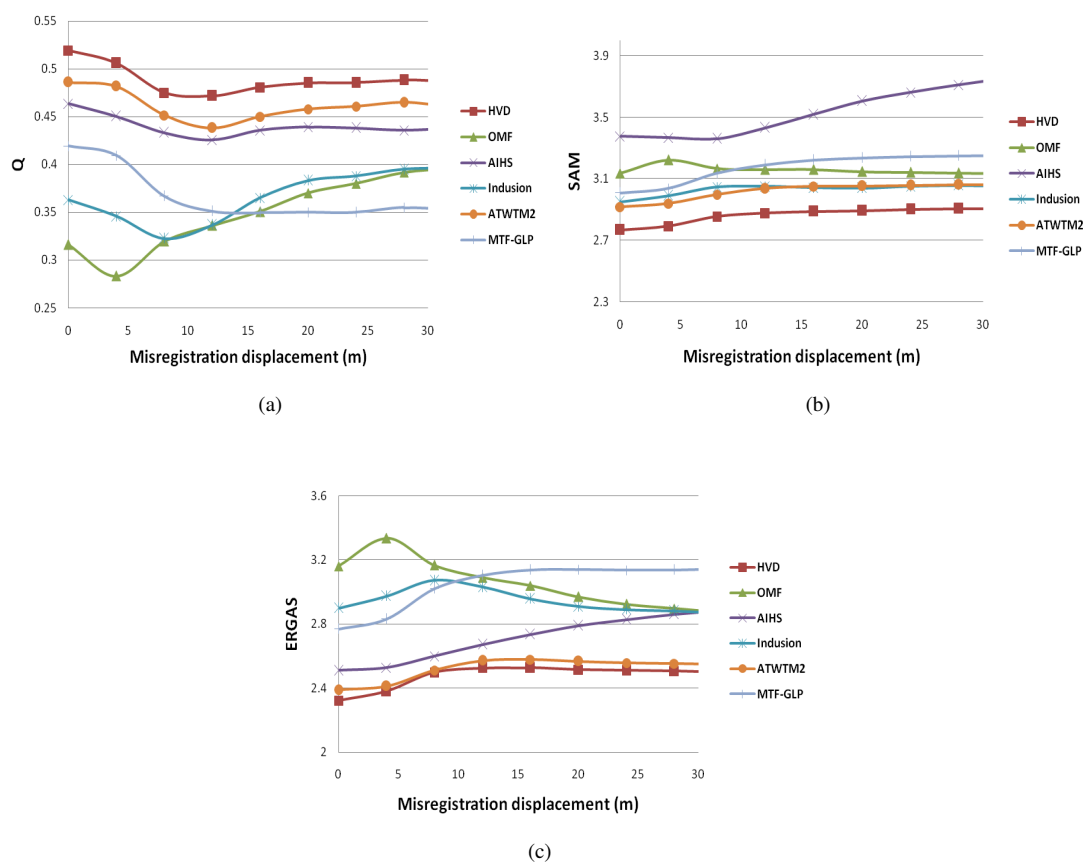 0.55
0.5
0.45
0.4
0.35
0.3
0.25
Q
0 5 10 15 20 25 30
Misregistration displacement (m)
HVD
OMF
AIHS
Indusion
ATWTM2
MTF-GLP
(a)
3.9
3.5
3.1
2.7
2.3
SAM
0 5 10 15 20 25 30
Misregistration displacement (m)
HVD
OMF
AIHS
Indusion
ATWTM2
MTF-GLP
(b)
3.6
3.2
2.8
2.4
2
ERGAS
0 5 10 15 20 25 30
Misregistration displacement (m)
HVD
OMF
AIHS
Indusion
ATWTM2
MTF-GLP
(c)